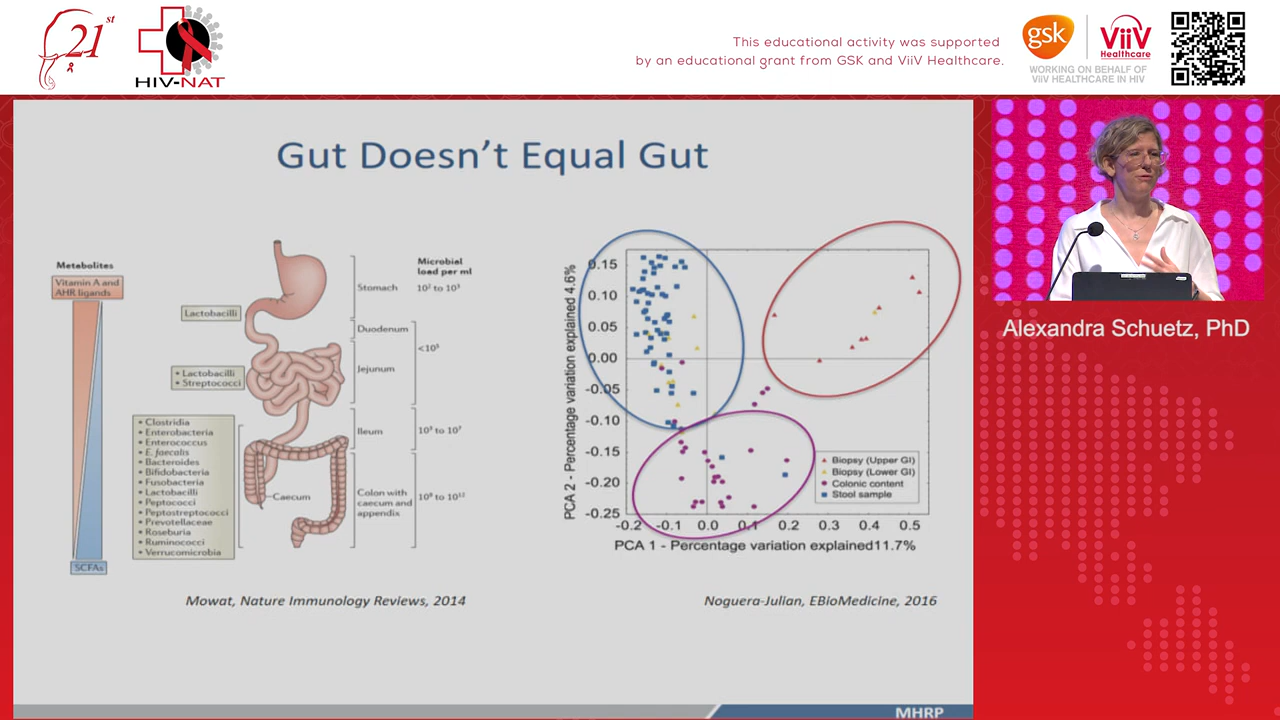 21st
HIV-NAT
This educational activity was supported
by an educational grant from GSK and ViiV Healthcare.
gsk
ViiV
Healthcare
WORKING ON BEHALF OF
VIIV HEALTHCARE IN HIV
Gut Doesn't Equal Gut
Metabolites
Vitamin A and
AHR ligands
SCFAs
Lactobacilli
• Lactobacilli
• Streptococci
• Clostridia
• Enterobacteria
• Enterococcus
• E. faecalis
• Bacteroides
• Bifidobacteria
• Fusobacteria
• Lactobacilli
• Peptococci
• Peptostreptococci
• Prevotellaceae
• Roseburia
• Ruminococci
• Verrucomicrobia
Caecum
Microbial
load per ml
Stomach
10² to 10³
Duodenum
Jejunum
Ileum
10³ to 10⁷
Colon with
caecum and
appendix
Mowat, Nature Immunology Reviews, 2014
PCA 2 - Percentage variation explained 4.6%
0.15
0.10
0.05
0.00
-0.05
-0.10
-0.15
-0.20
-0.25
-0.2 -0.1 0.0 0.1 0.2 0.3 0.4 0.5
PCA 1 - Percentage variation explained11.7%
Biopsy (Upper GI)
Biopsy (Lower GI)
Colonic content
Stool sample
Noguera-Julian, EBioMedicine, 2016
MHRP
Alexandra Schuetz, PhD